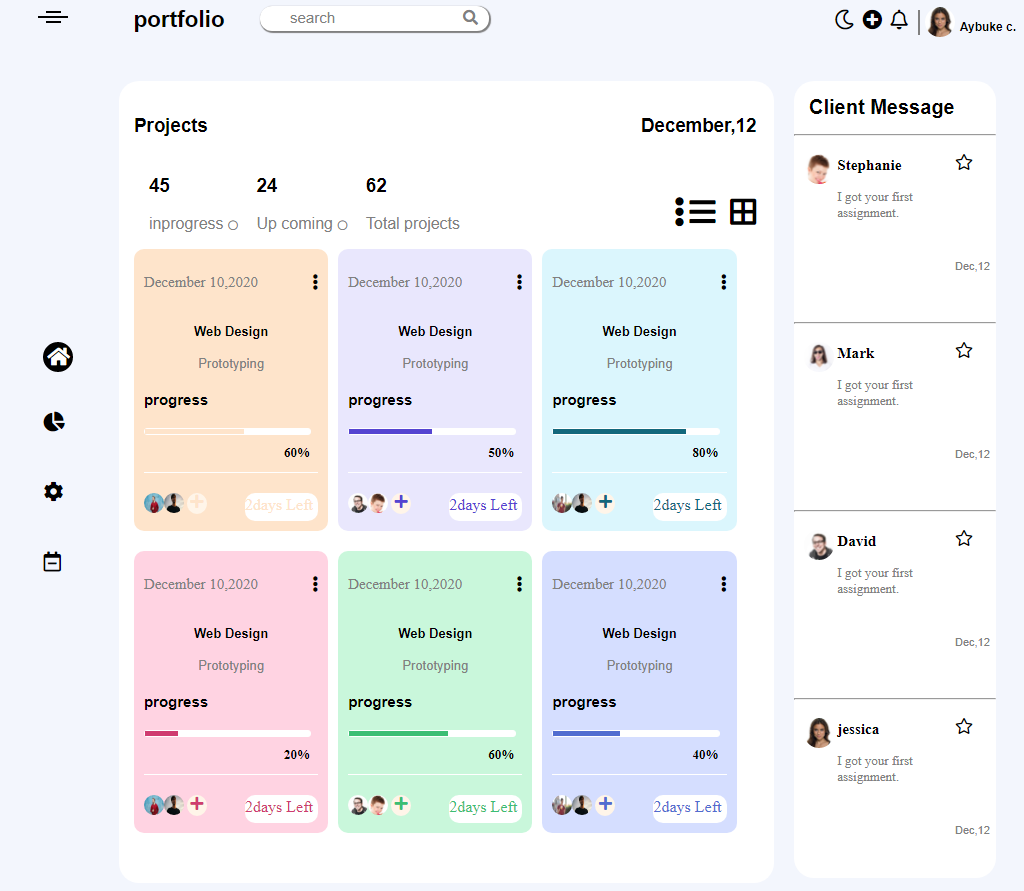 portfolio
search
Aybuke c.
Projects
December,12
45
24
62
inprogress
Up coming
Total projects
December 10,2020
Web Design
Prototyping
progress
60%
2days Left
December 10,2020
Web Design
Prototyping
progress
50%
2days Left
December 10,2020
Web Design
Prototyping
progress
80%
2days Left
December 10,2020
Web Design
Prototyping
progress
20%
2days Left
December 10,2020
Web Design
Prototyping
progress
60%
2days Left
December 10,2020
Web Design
Prototyping
progress
40%
2days Left
Client Message
Stephanie
I got your first
assignment.
Dec,12
Mark
I got your first
assignment.
Dec,12
David
I got your first
assignment.
Dec,12
jessica
I got your first
assignment.
Dec,12